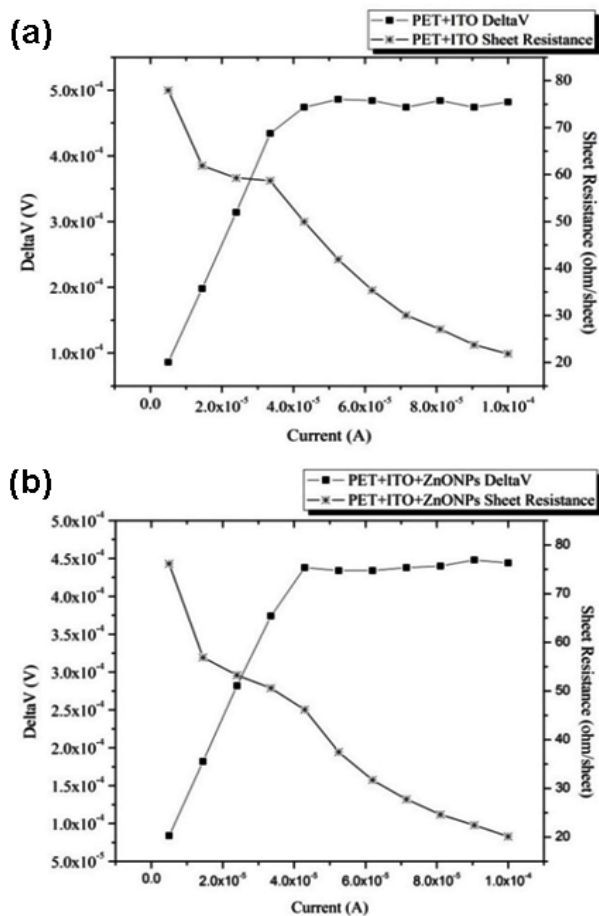 (a)
PET+ITO DeltaV
PET+ITO Sheet Resistance
5.0x10⁻⁴
4.0x10⁻⁴
3.0x10⁻⁴
2.0x10⁻⁴
1.0x10⁻⁴
DeltaV (V)
80
70
60
50
40
30
20
Sheet Resistance (ohm/sheet)
0.0 2.0x10⁻⁵ 4.0x10⁻⁵ 6.0x10⁻⁵ 8.0x10⁻⁵ 1.0x10⁻⁴
Current (A)
(b)
PET+ITO+ZnONPs DeltaV
PET+ITO+ZnONPs Sheet Resistance
5.0x10⁻⁴
4.5x10⁻⁴
4.0x10⁻⁴
3.5x10⁻⁴
3.0x10⁻⁴
2.5x10⁻⁴
2.0x10⁻⁴
1.5x10⁻⁴
1.0x10⁻⁴
5.0x10⁻⁵
DeltaV (V)
80
70
60
50
40
30
20
Sheet Resistance (ohm/sheet)
0.0 2.0x10⁻⁵ 4.0x10⁻⁵ 6.0x10⁻⁵ 8.0x10⁻⁵ 1.0x10⁻⁴
Current (A)